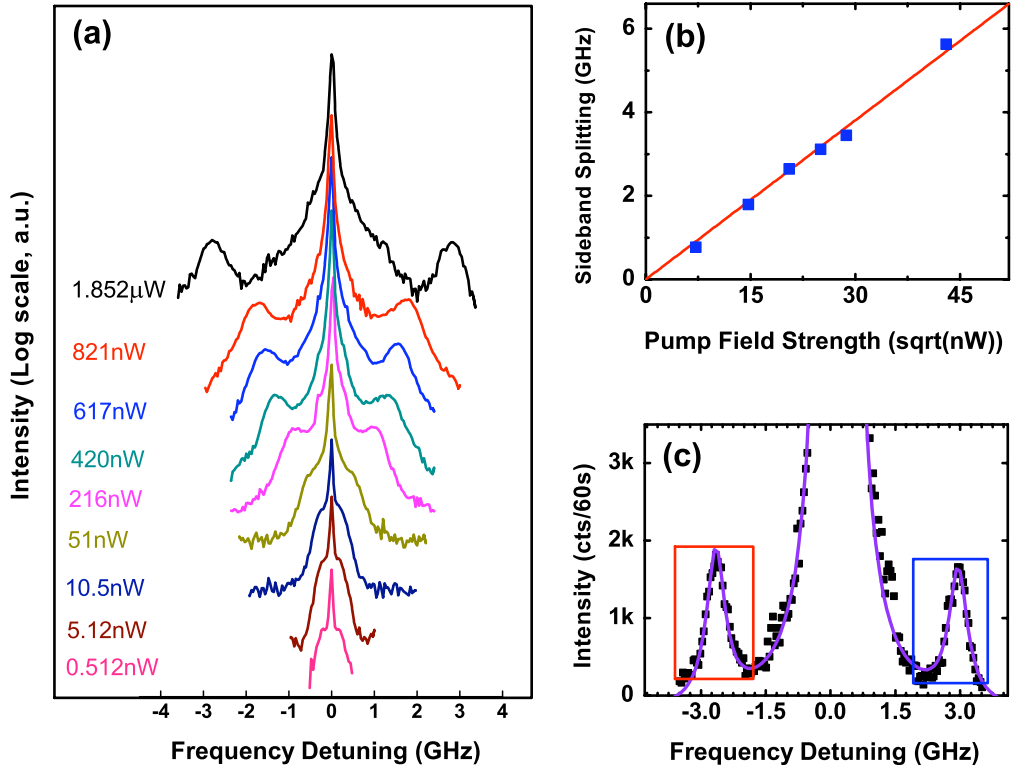 (a)
Intensity (Log scale, a.u.)
1.852μW
821nW
617nW
420nW
216nW
51nW
10.5nW
5.12nW
0.512nW
-4 -3 -2 -1 0 1 2 3 4
Frequency Detuning (GHz)
(b)
Sideband Splitting (GHz)
6
4
2
0
0 15 30 45
Pump Field Strength (sqrt(nW))
(c)
Intensity (cts/60s)
3k
2k
1k
0
-3.0 -1.5 0.0 1.5 3.0
Frequency Detuning (GHz)